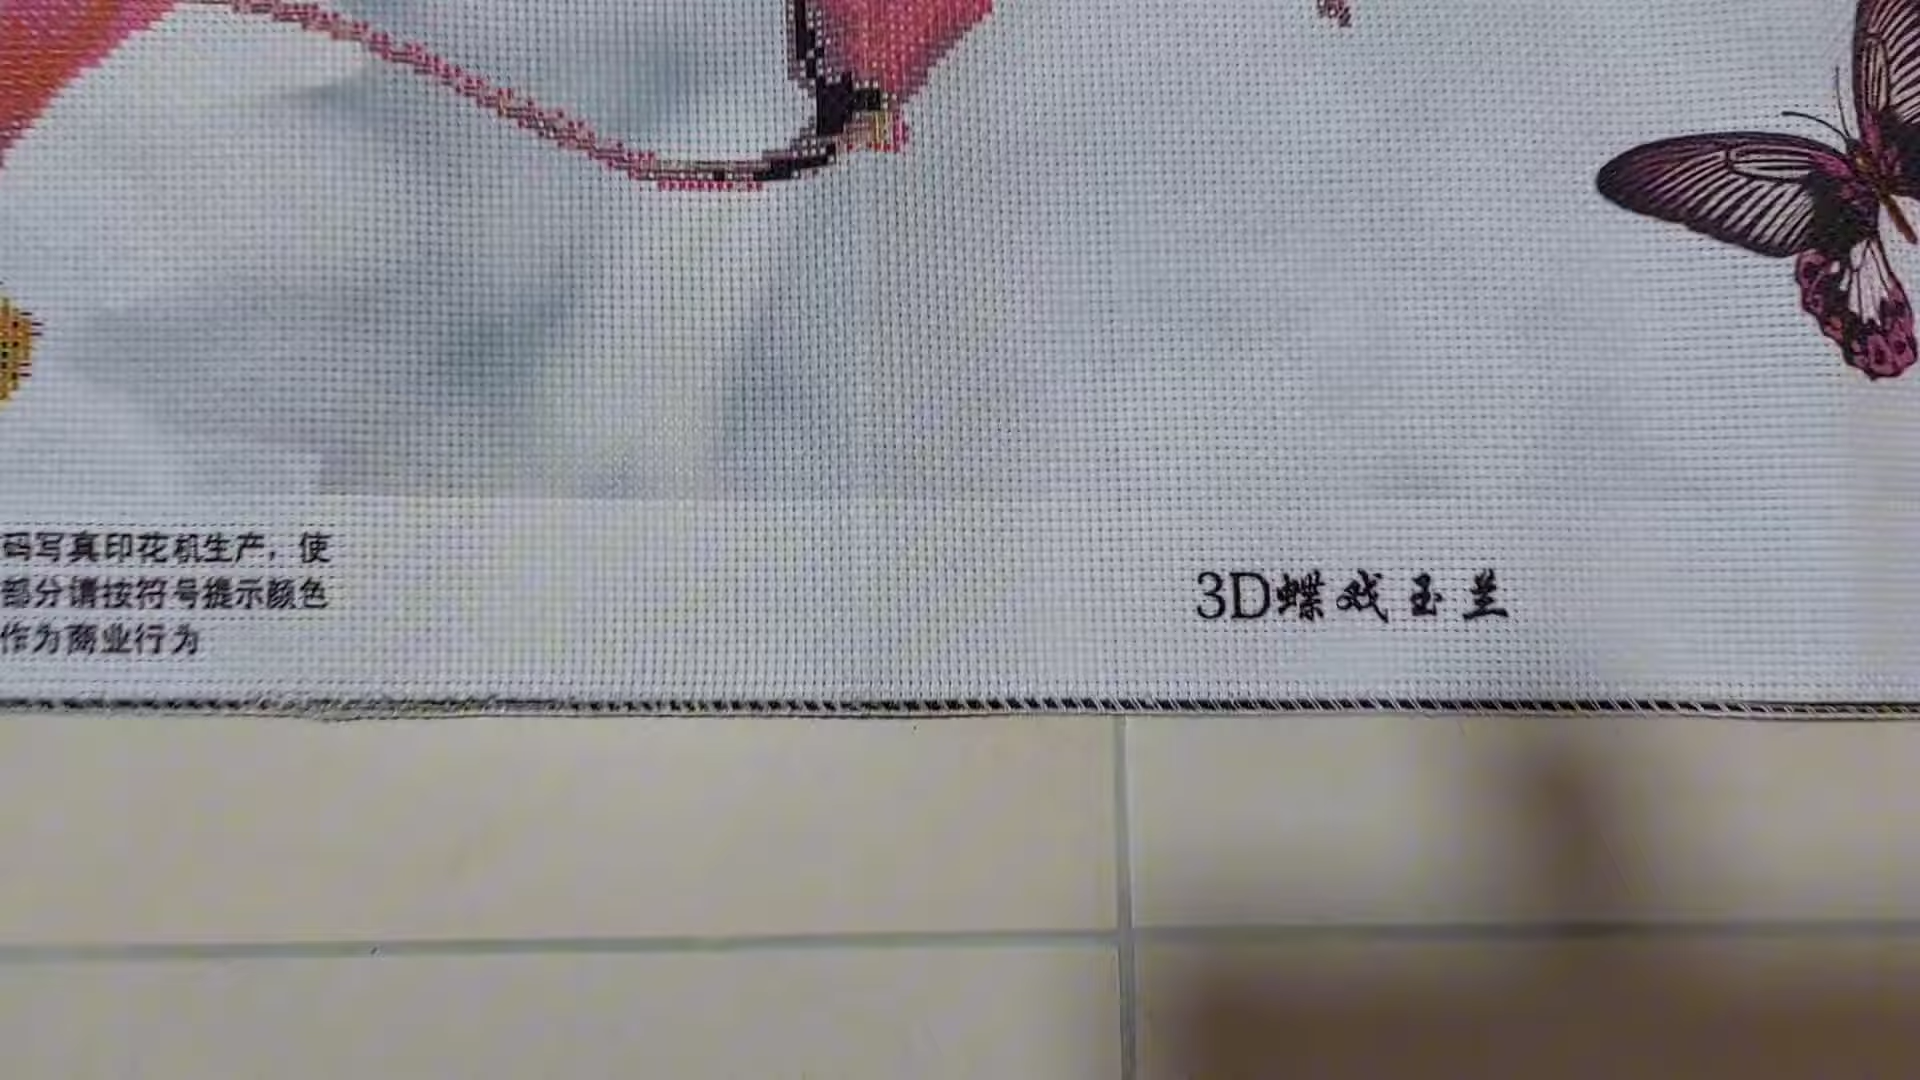 码写真印花机生产，使
部分请按符号提示颜色
作为商业行为
3D蝶戏玉兰